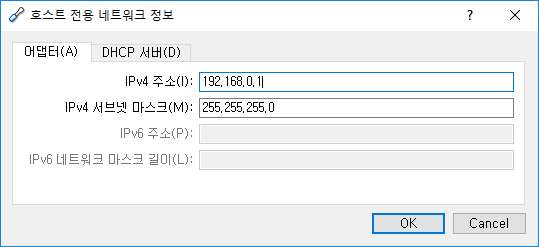 호스트 전용 네트워크 정보
어댑터(A)
DHCP 서버(D)
IPv4 주소(I):
192.168.0.1
IPv4 서브넷 마스크(M):
255.255.255.0
IPv6 주소(P):
IPv6 네트워크 마스크 길이(L):
OK
Cancel